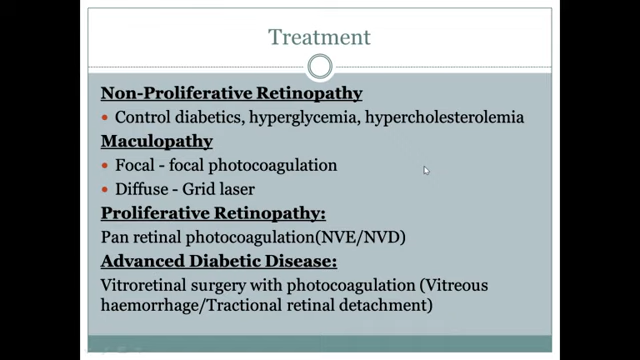 Treatment
Non-Proliferative Retinopathy
• Control diabetics, hyperglycemia, hypercholesterolemia
Maculopathy
• Focal - focal photocoagulation
• Diffuse - Grid laser
Proliferative Retinopathy:
Pan retinal photocoagulation(NVE/NVD)
Advanced Diabetic Disease:
Vitroretinal surgery with photocoagulation (Vitreous
haemorrhage/Tractional retinal detachment)